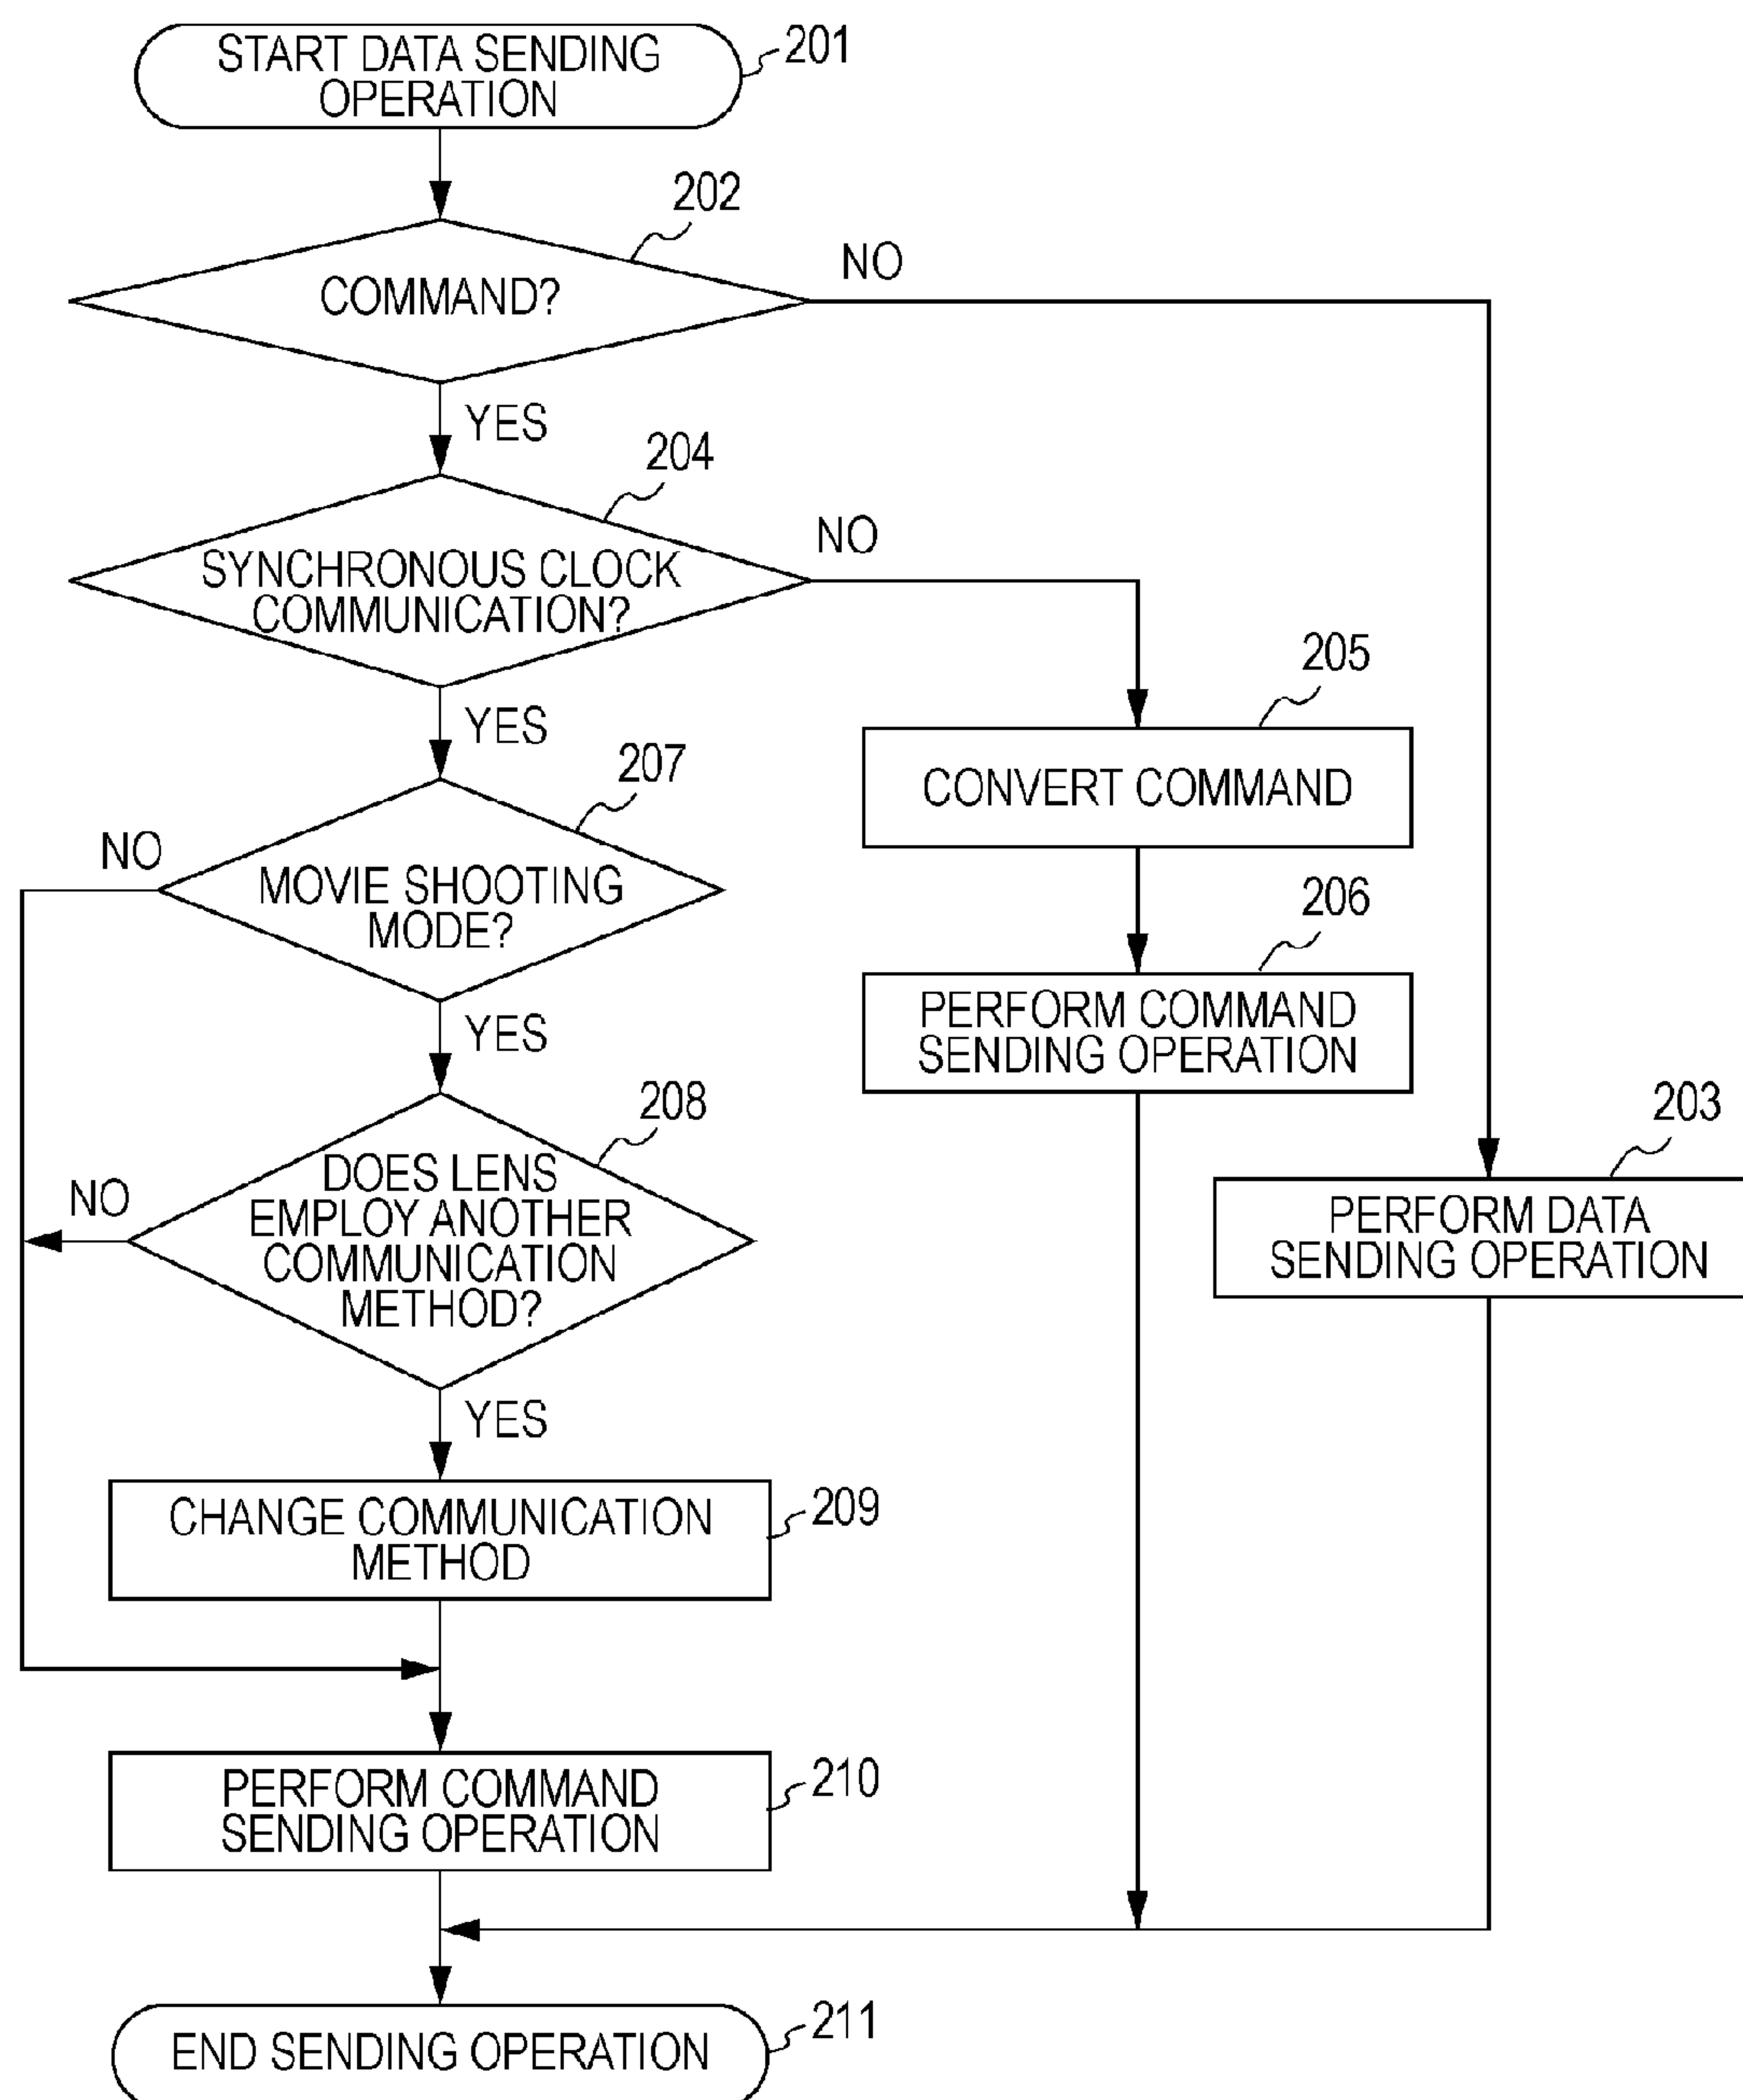 START DATA SENDING
OPERATION
201
202
COMMAND?
NO
YES
204
SYNCHRONOUS CLOCK
COMMUNICATION?
NO
YES
205
CONVERT COMMAND
207
NO
MOVIE SHOOTING
MODE?
YES
206
PERFORM COMMAND
SENDING OPERATION
208
NO
DOES LENS
EMPLOY ANOTHER
COMMUNICATION
METHOD?
YES
203
PERFORM DATA
SENDING OPERATION
CHANGE COMMUNICATION
METHOD
209
PERFORM COMMAND
SENDING OPERATION
210
END SENDING OPERATION
211